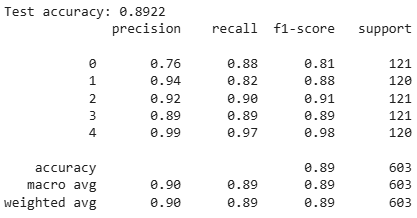 Test accuracy: 0.8922
precision recall f1-score support
0 0.76 0.88 0.81 121
1 0.94 0.82 0.88 120
2 0.92 0.90 0.91 121
3 0.89 0.89 0.89 121
4 0.99 0.97 0.98 120
accuracy 0.89 603
macro avg 0.90 0.89 0.89 603
weighted avg 0.90 0.89 0.89 603